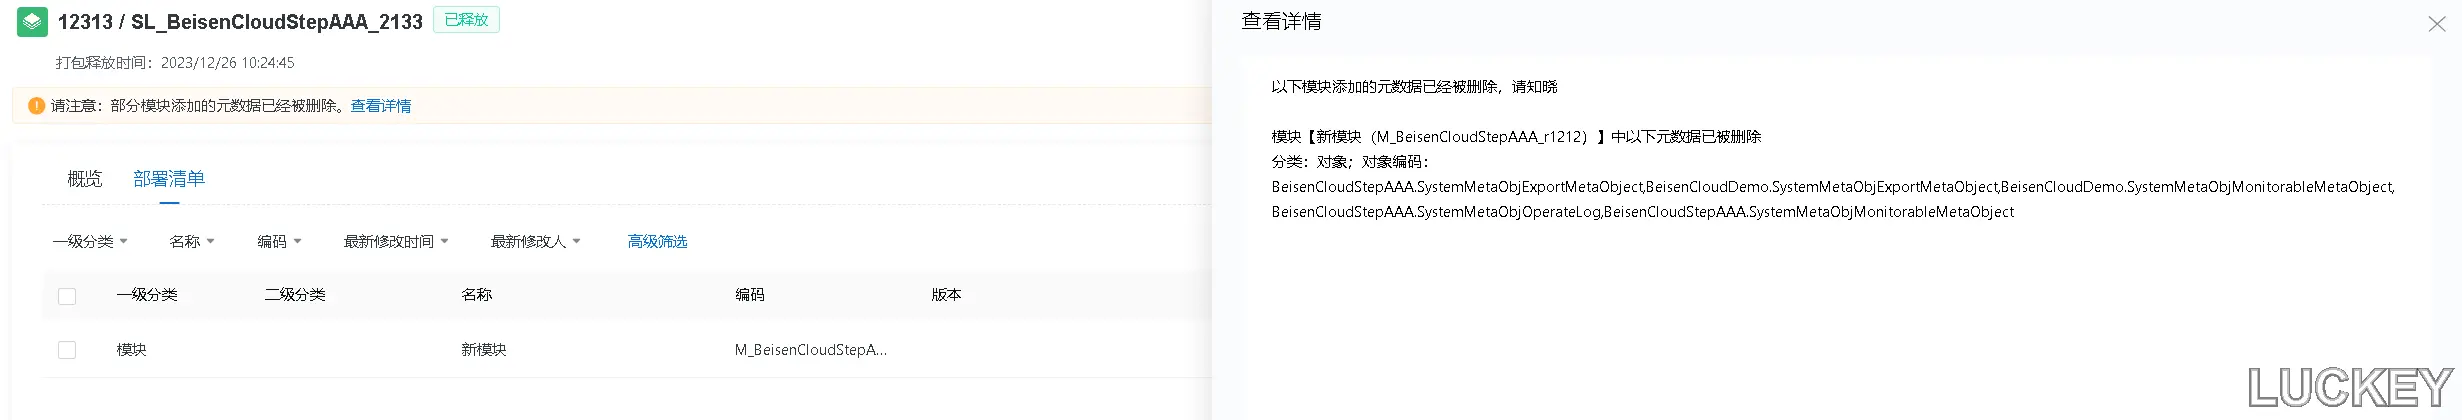 12313 / SL_BeisenCloudStepAAA_2133 已释放
打包释放时间：2023/12/26 10:24:45
请注意：部分模块添加的元数据已经被删除。查看详情
概览 部署清单
一级分类 名称 编码 最新修改时间 最新修改人 高级筛选
一级分类 二级分类 名称 编码 版本
模块 新模块 M_BeisenCloudStepA...
查看详情
以下模块添加的元数据已经被删除，请知晓
模块【新模块（M_BeisenCloudStepAAA_r1212）】中以下元数据已被删除
分类：对象；对象编码：
BeisenCloudStepAAA.SystemMetaObjExportMetaObject,BeisenCloudDemo.SystemMetaObjExportMetaObject,BeisenCloudDemo.SystemMetaObjMonitorableMetaObject,
BeisenCloudStepAAA.SystemMetaObjOperateLog,BeisenCloudStepAAA.SystemMetaObjMonitorableMetaObject
LUCKEY